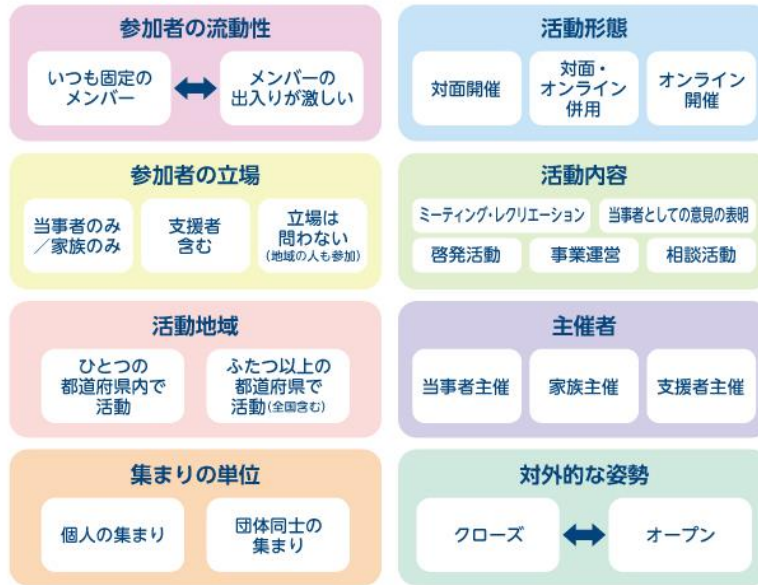 参加者の流動性
いつも固定の
メンバー
メンバーの
出入りが激しい
活動形態
対面開催
対面・
オンライン
併用
オンライン
開催
参加者の立場
当事者のみ
／家族のみ
支援者
含む
立場は
問わない
(地域の人も参加)
活動内容
ミーティング・レクリエーション
当事者としての意見の表明
啓発活動
事業運営
相談活動
活動地域
ひとつの
都道府県内で
活動
ふたつ以上の
都道府県で
活動(全国含む)
主催者
当事者主催
家族主催
支援者主催
集まりの単位
個人の集まり
団体同士の
集まり
対外的な姿勢
クローズ
オープン